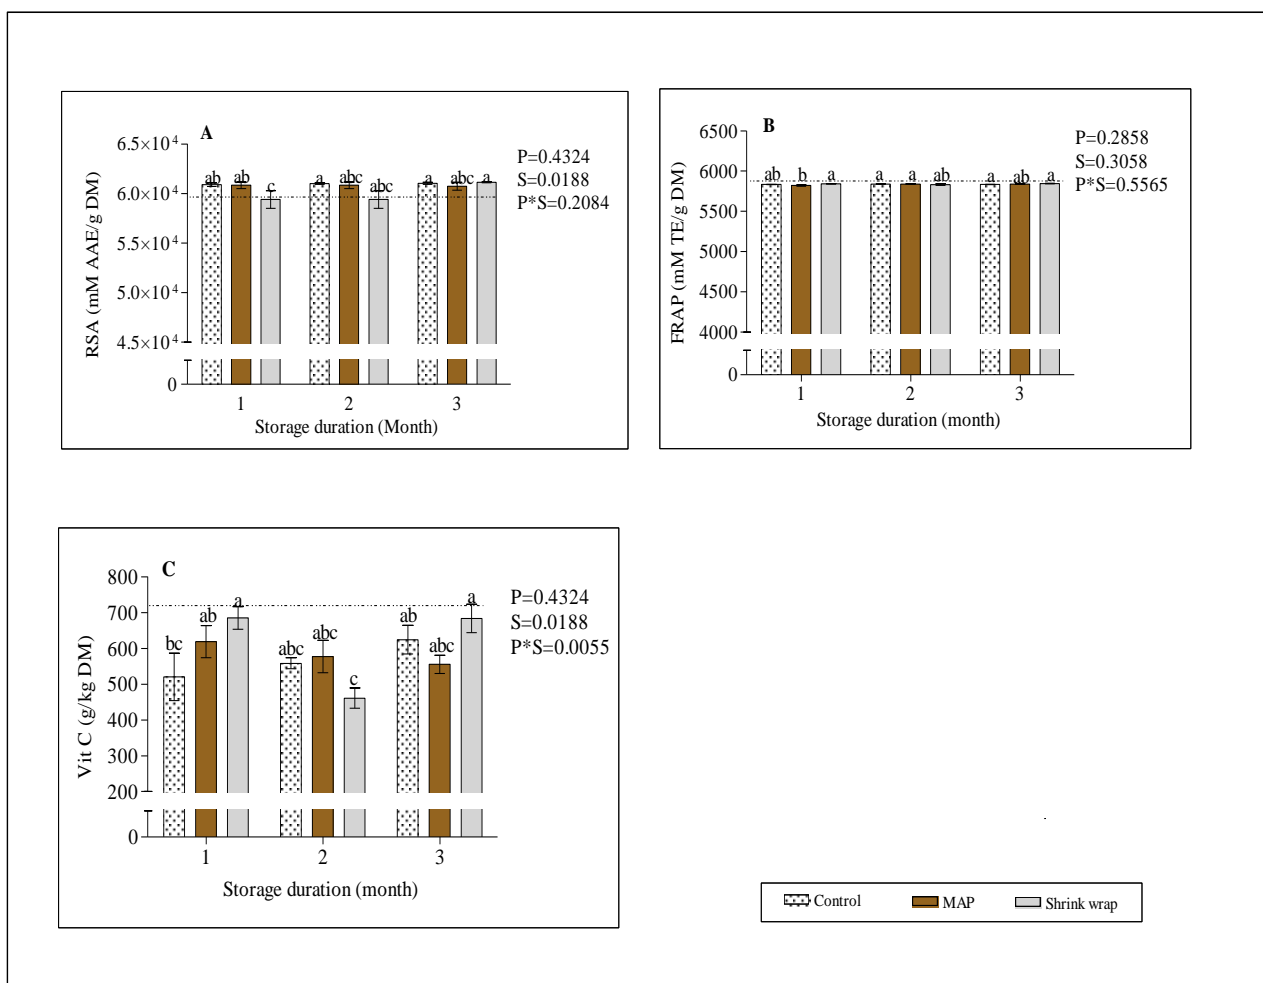 A
6.5×10⁴
6.0×10⁴
5.5×10⁴
5.0×10⁴
4.5×10⁴
0
RSA (mM AAE/g DM)
ab ab c a abc abc a abc a
1 2 3
Storage duration (Month)
P=0.4324
S=0.0188
P*S=0.2084
B
6500
6000
5500
5000
4500
4000
0
FRAP (mM TE/g DM)
ab b a a a ab a ab a
1 2 3
Storage duration (month)
P=0.2858
S=0.3058
P*S=0.5565
C
800
700
600
500
400
300
200
0
Vit C (g/kg DM)
bc ab a abc abc c ab abc a
1 2 3
Storage duration (month)
P=0.4324
S=0.0188
P*S=0.0055
Control MAP Shrink wrap